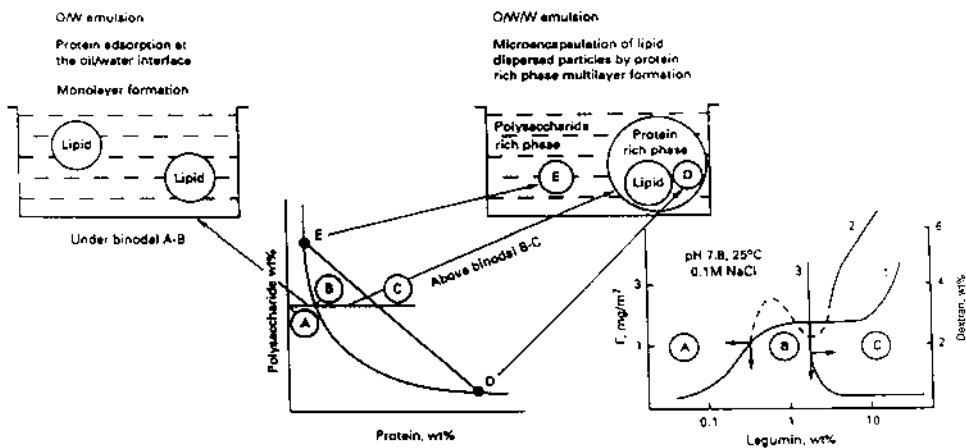 O/W emulsion
Protein adsorption at
the oil/water interface
Monolayer formation
Lipid
Lipid
Under binodal A-B
O/W/W emulsion
Microencapsulation of lipid
dispersed particles by protein
rich phase multilayer formation
Polysaccharide
rich phase
E
Protein
rich phase
Lipid
D
Above binodal B-C
Polysaccharide wt%
E
B
C
A
D
Protein, wt%
pH 7.8, 25°C
0.1M NaCl
2
1
3
Γ, mg/m²
3
1
A
B
C
6
4
2
Dextran, wt%
0.1
1
10
Legumin, wt%